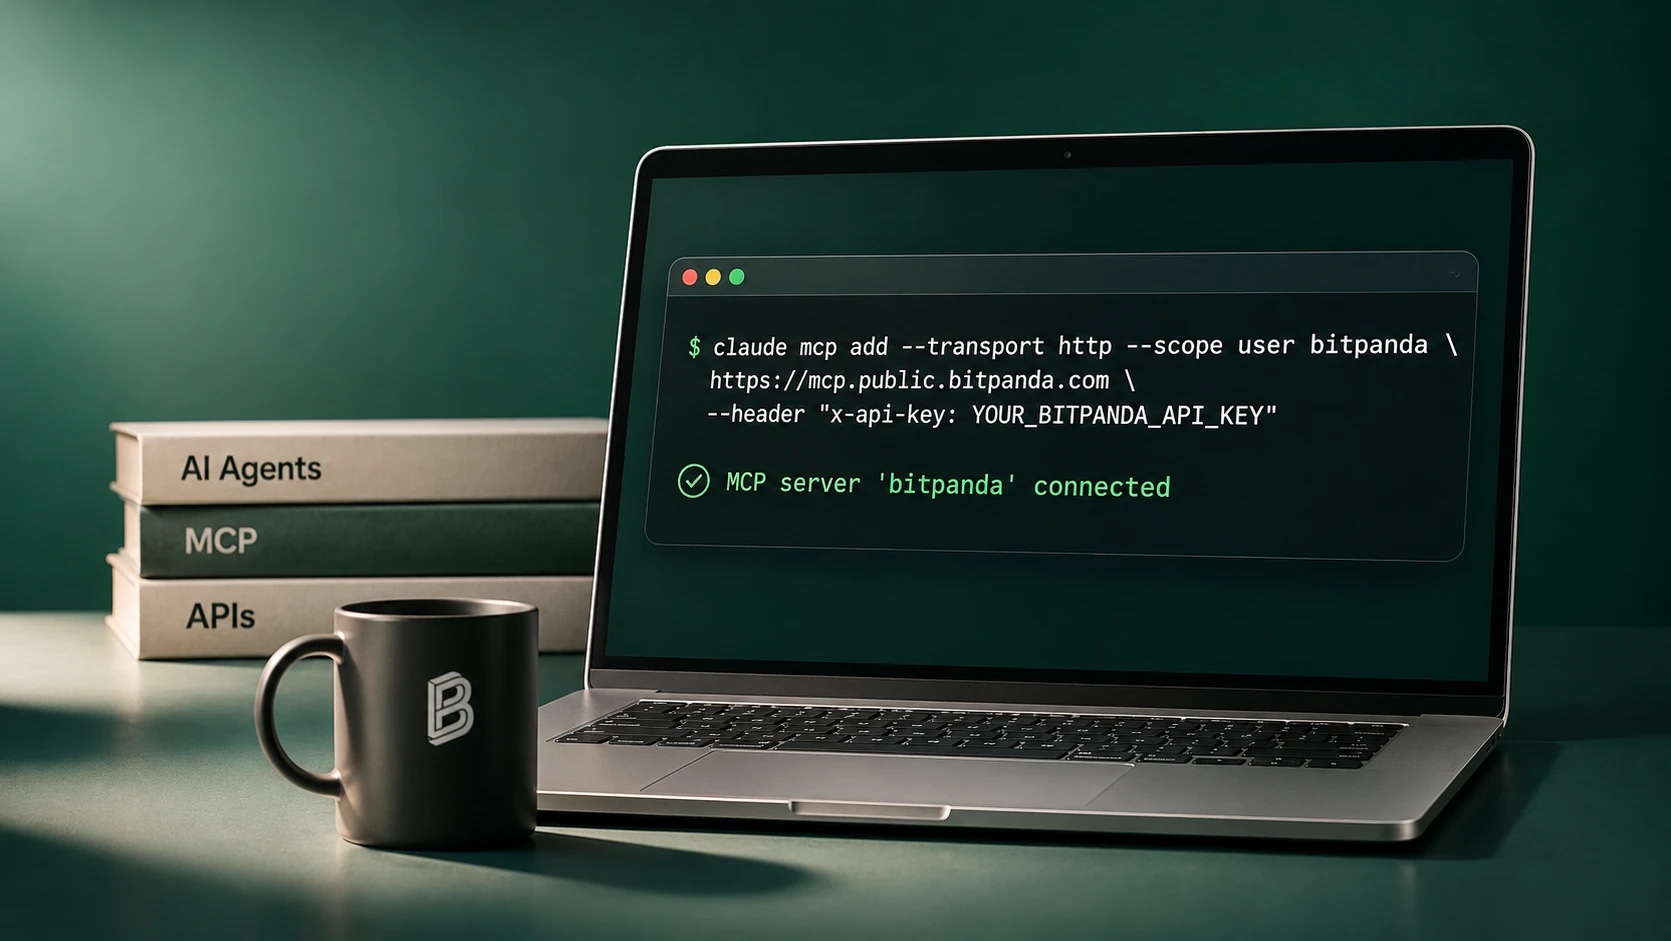 $ claude mcp add --transport http --scope user bitpanda \
https://mcp.public.bitpanda.com \
--header "x-api-key: YOUR_BITPANDA_API_KEY"
MCP server 'bitpanda' connected
AI Agents
MCP
APIs
B